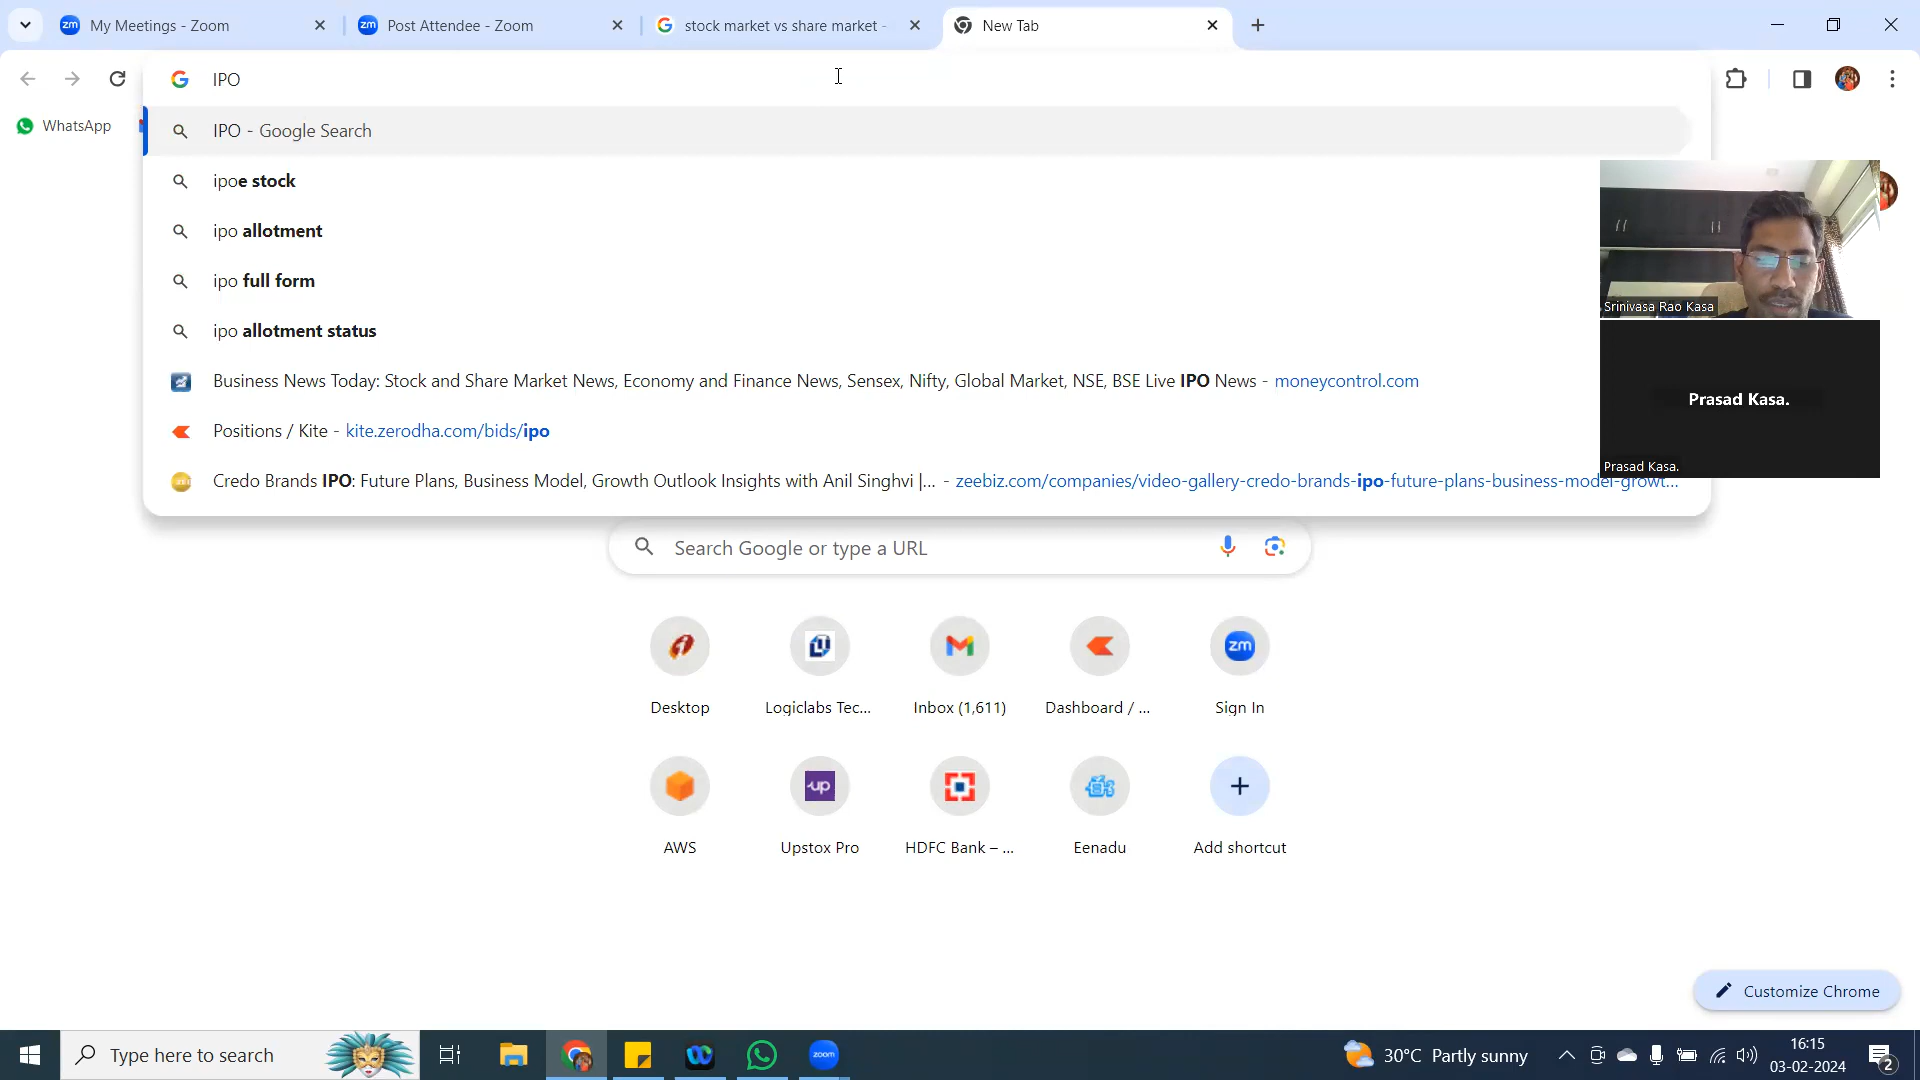 My Meetings - Zoom
Post Attendee - Zoom
stock market vs share market -
New Tab
IPO
WhatsApp
IPO - Google Search
ipoe stock
ipo allotment
ipo full form
ipo allotment status
Business News Today: Stock and Share Market News, Economy and Finance News, Sensex, Nifty, Global Market, NSE, BSE Live IPO News - moneycontrol.com
Positions / Kite - kite.zerodha.com/bids/ipo
Credo Brands IPO: Future Plans, Business Model, Growth Outlook Insights with Anil Singhvi |... - zeebiz.com/companies/video-gallery-credo-brands-ipo-future-plans-business-model-growt...
Srinivasa Rao Kasa
Prasad Kasa.
Prasad Kasa.
Search Google or type a URL
zm
Desktop
Logiclabs Tec...
Inbox (1,611)
Dashboard / ...
Sign In
up
AWS
Upstox Pro
HDFC Bank – ...
Eenadu
Add shortcut
Customize Chrome
Type here to search
zoom
30°C Partly sunny
16:15
03-02-2024
2